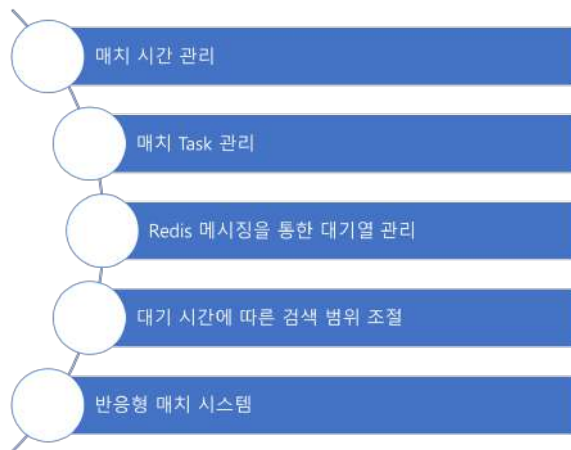 매치 시간 관리
매치 Task 관리
Redis 메시징을 통한 대기열 관리
대기 시간에 따른 검색 범위 조절
반응형 매치 시스템